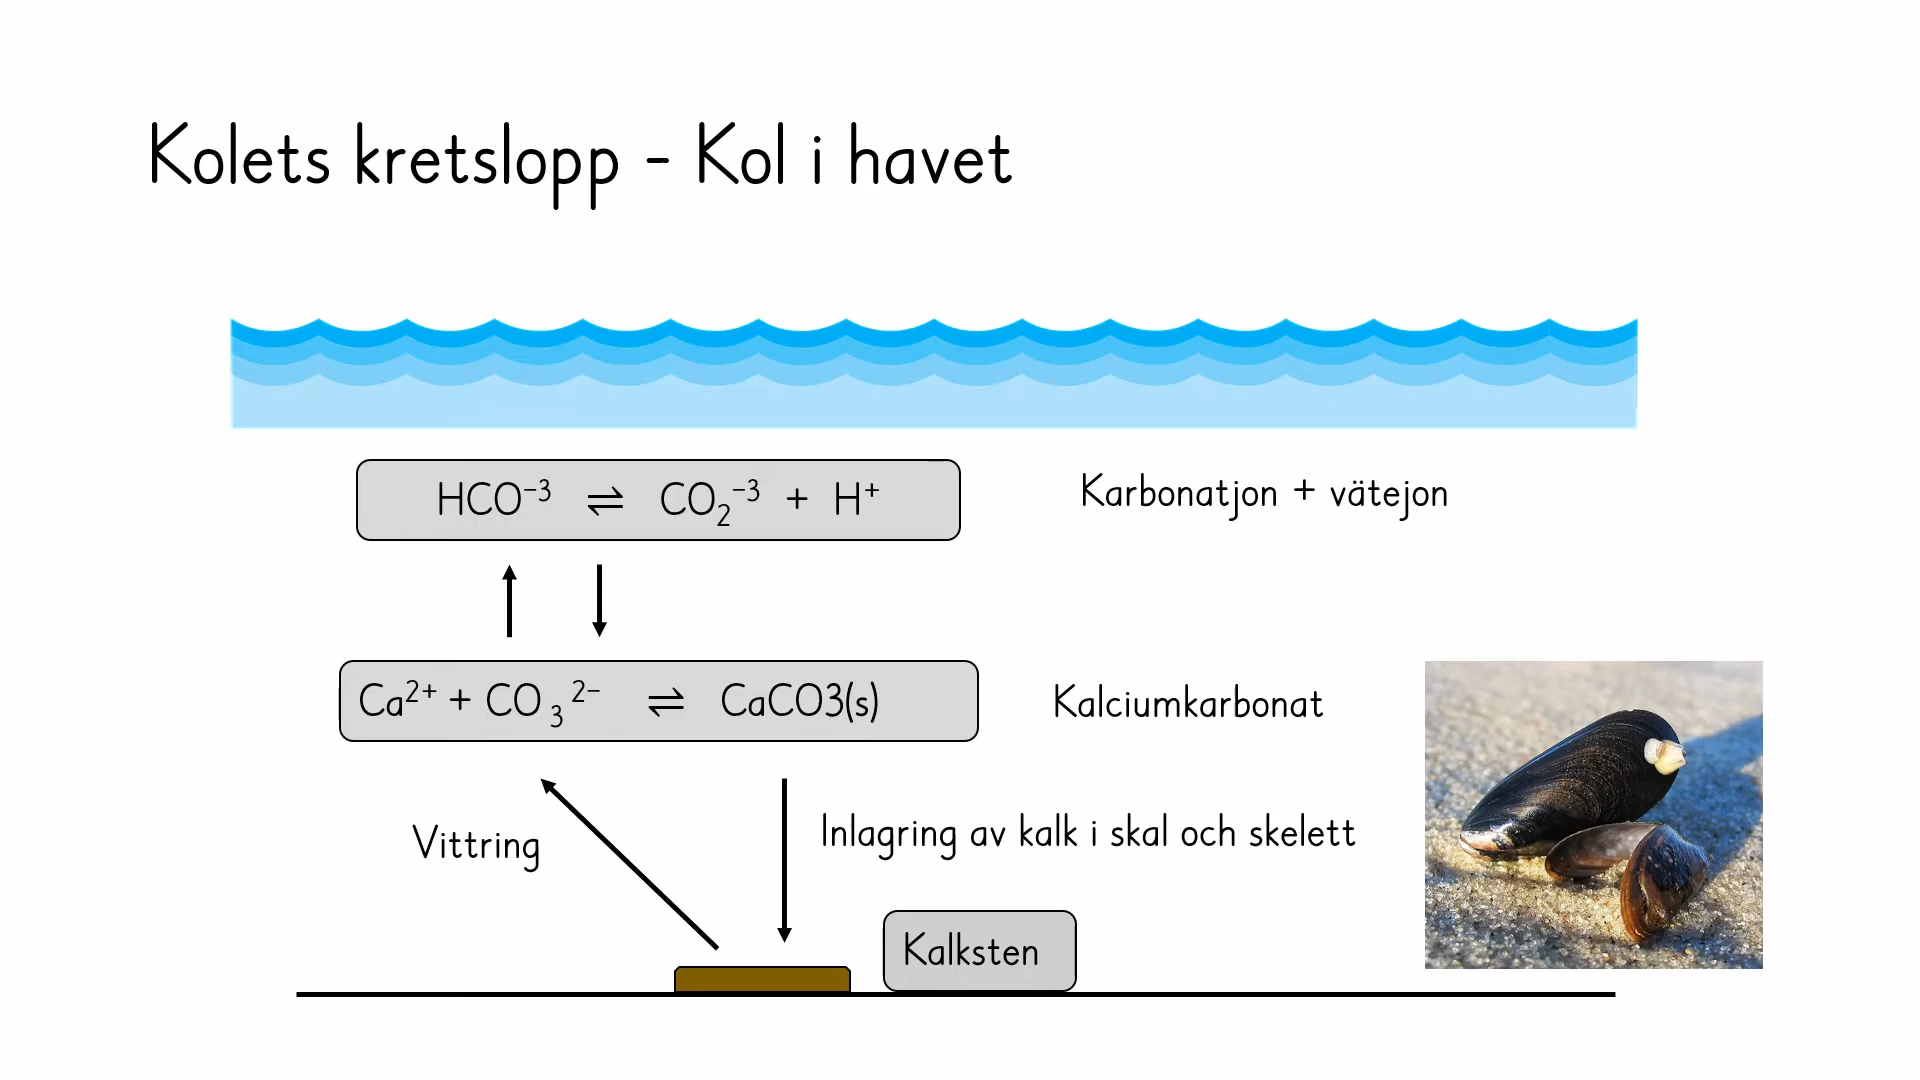 Kolets kretslopp - Kol i havet
HCO⁻³ ⇌ CO₂⁻³ + H⁺
Karbonatjon + vätejon
Ca²⁺ + CO₃²⁻ ⇌ CaCO3(s)
Kalciumkarbonat
Vittring
Inlagring av kalk i skal och skelett
Kalksten